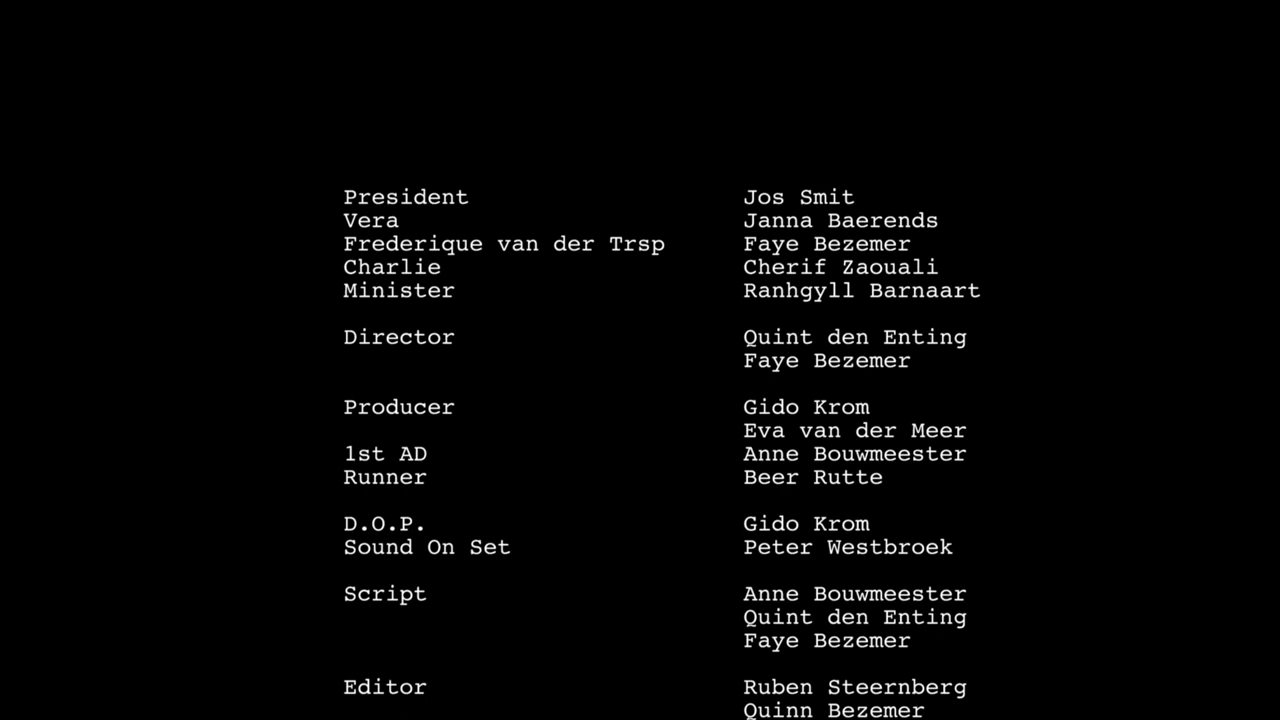 President Jos Smit
Vera Janna Baerends
Frederique van der Trsp Faye Bezemer
Charlie Cherif Zaouali
Minister Ranhgyll Barnaart
Director Quint den Enting
Faye Bezemer
Producer Gido Krom
Eva van der Meer
1st AD Anne Bouwmeester
Runner Beer Rutte
D.O.P. Gido Krom
Sound On Set Peter Westbroek
Script Anne Bouwmeester
Quint den Enting
Faye Bezemer
Editor Ruben Steernberg
Quinn Bezemer